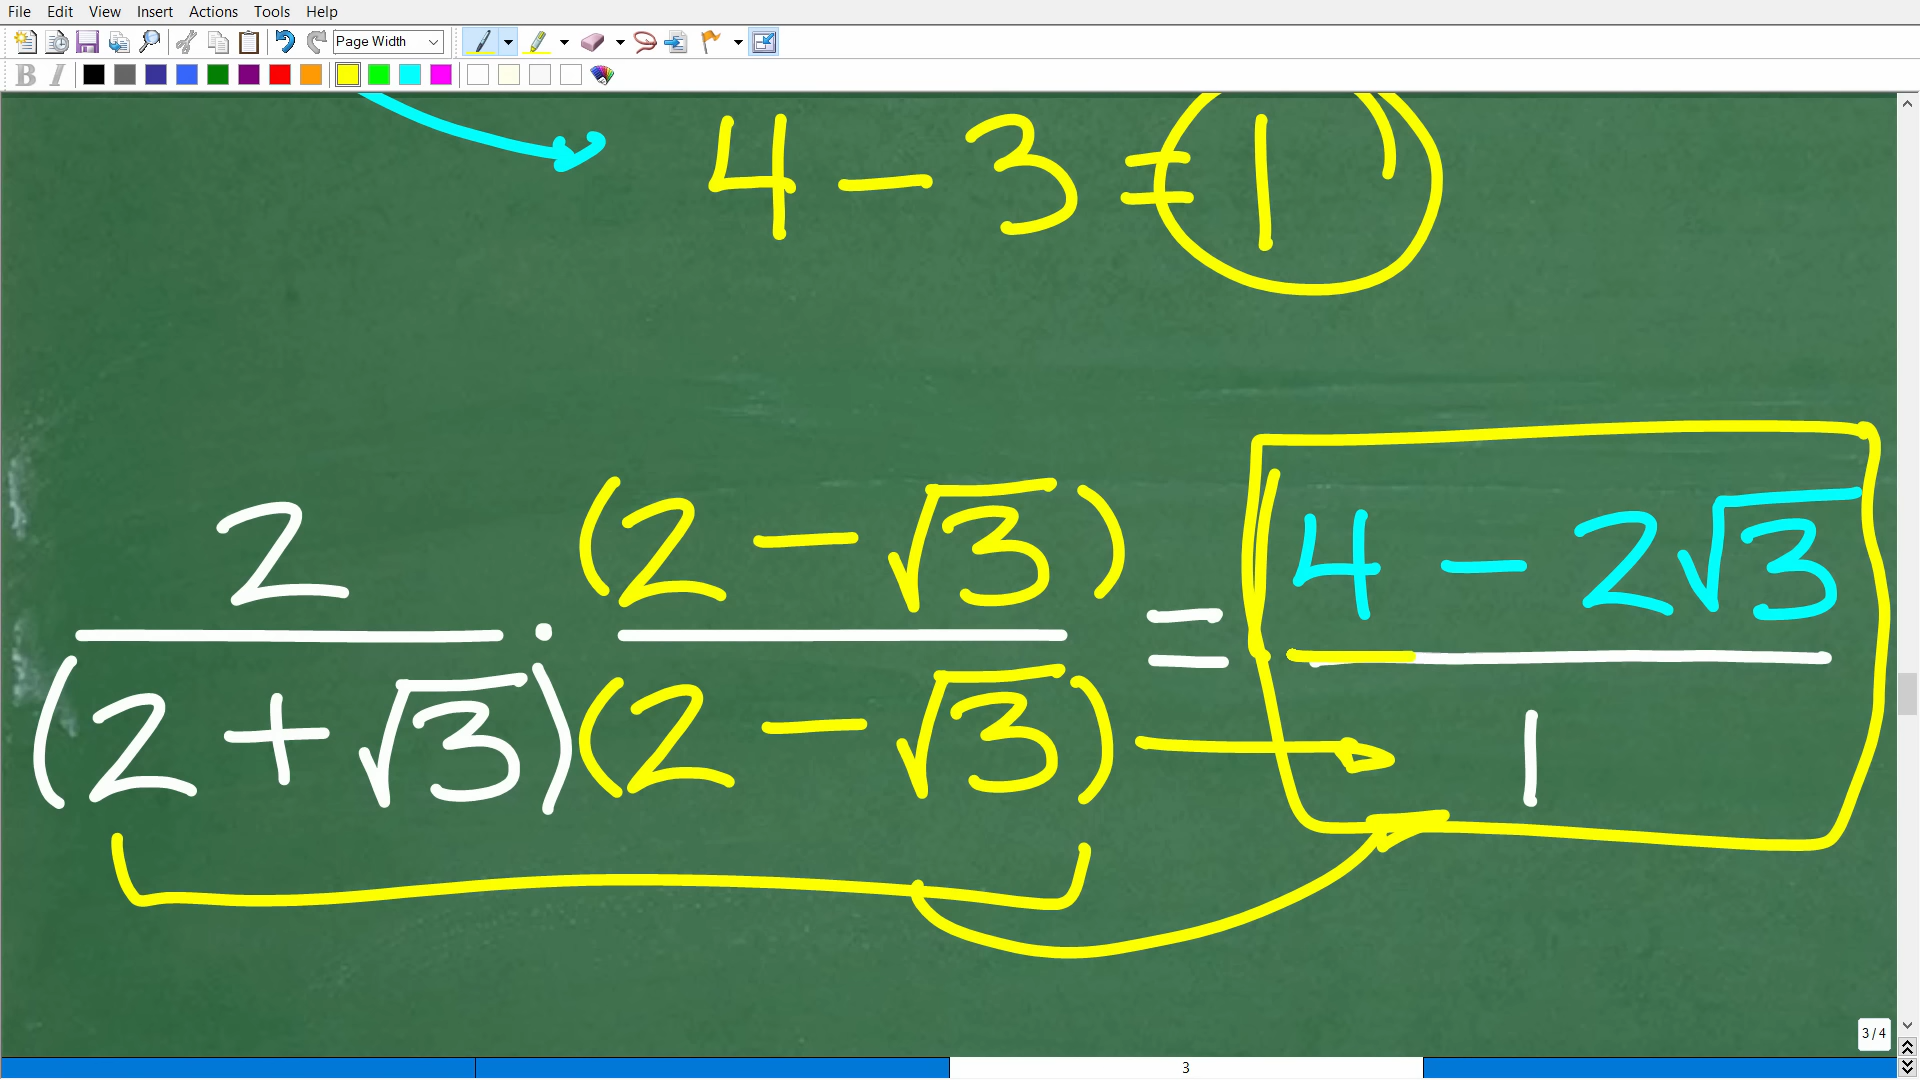 File Edit View Insert Actions Tools Help
Page Width
B I
4 − 3 = 1
2/(2 + √3) · (2 − √3)/(2 − √3) = (4 − 2√3)/1
3/4
3